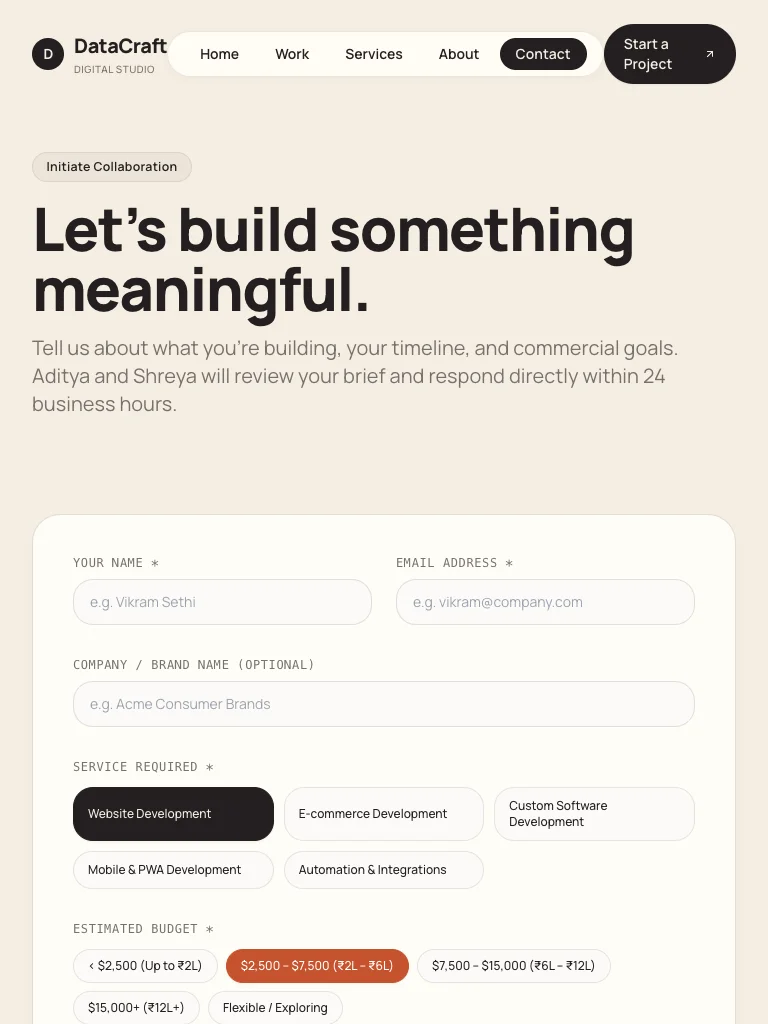 D
DataCraft
DIGITAL STUDIO
Home
Work
Services
About
Contact
Start a
Project
Initiate Collaboration
Let’s build something
meaningful.
Tell us about what you’re building, your timeline, and commercial goals.
Aditya and Shreya will review your brief and respond directly within 24
business hours.
YOUR NAME *
EMAIL ADDRESS *
e.g. Vikram Sethi
e.g. vikram@company.com
COMPANY / BRAND NAME (OPTIONAL)
e.g. Acme Consumer Brands
SERVICE REQUIRED *
Website Development
E-commerce Development
Custom Software
Development
Mobile & PWA Development
Automation & Integrations
ESTIMATED BUDGET *
< $2,500 (Up to ₹2L)
$2,500 – $7,500 (₹2L – ₹6L)
$7,500 – $15,000 (₹6L – ₹12L)
$15,000+ (₹12L+)
Flexible / Exploring